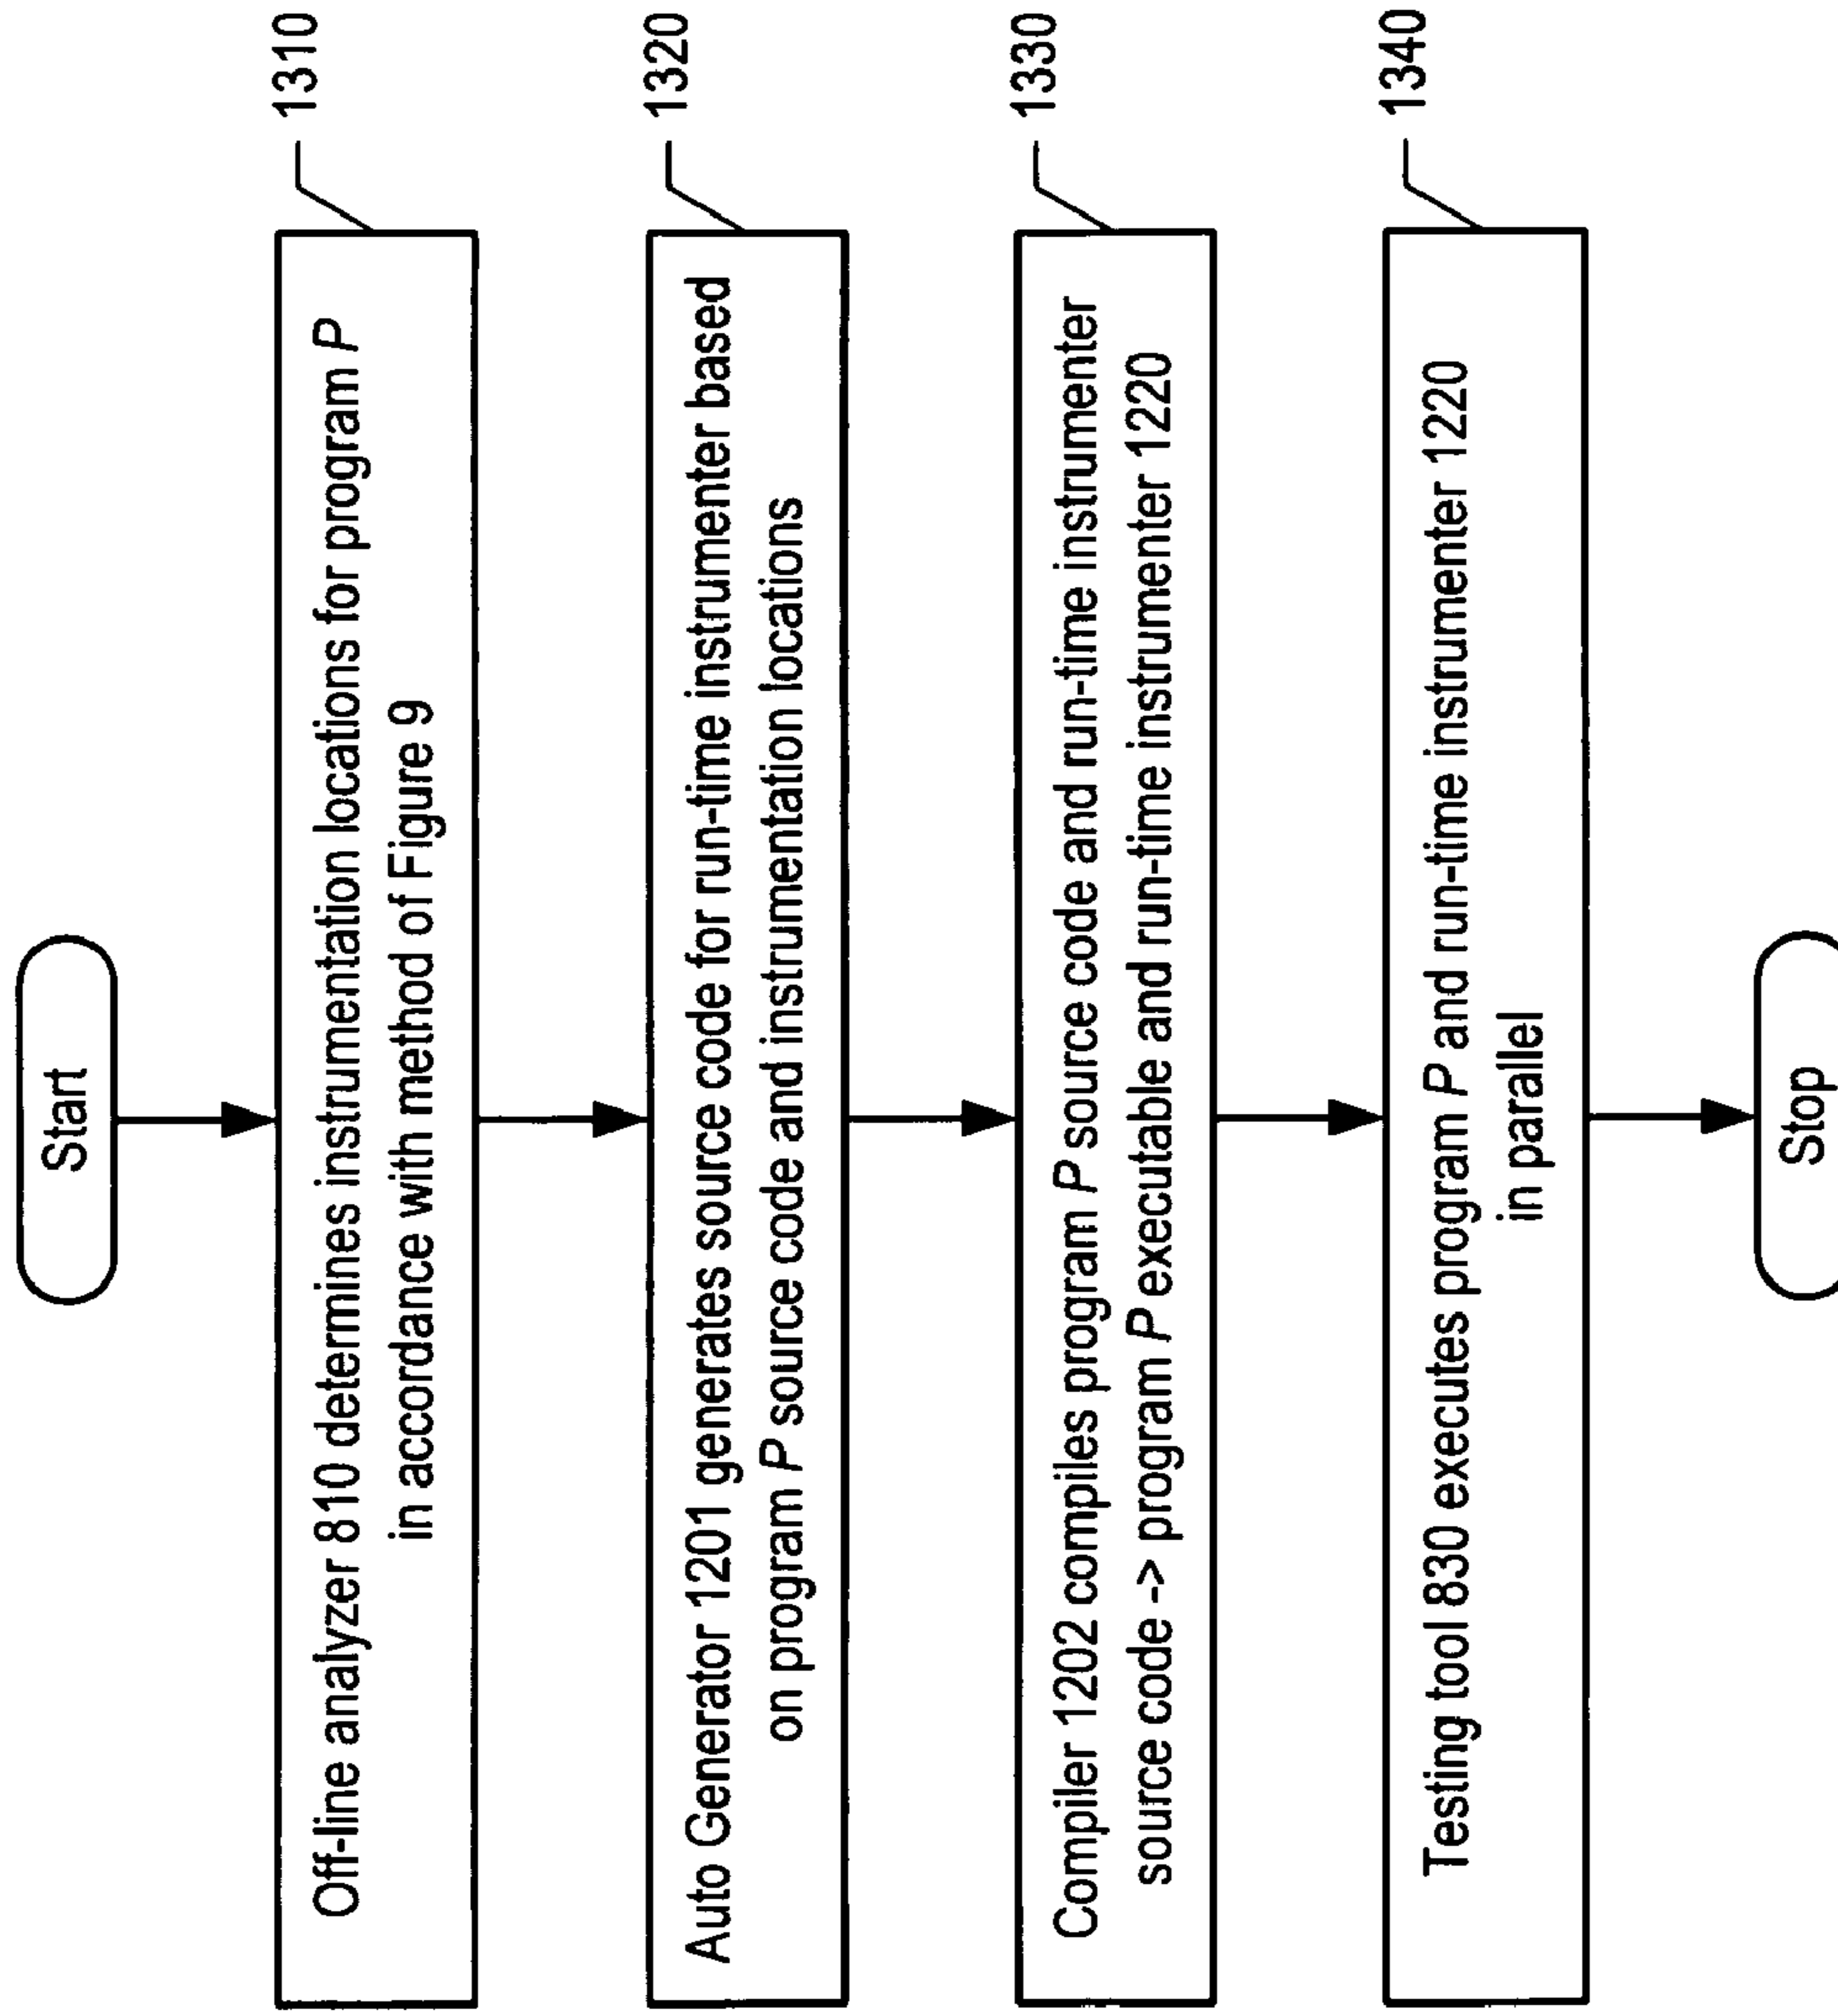 Start
1310
Off-line analyzer 810 determines instrumentation locations for program P
in accordance with method of Figure 9
1320
Auto Generator 1201 generates source code for run-time instrumenter based
on program P source code and instrumentation locations
1330
Compiler 1202 compiles program P source code and run-time instrumenter
source code -> program P executable and run-time instrumenter 1220
1340
Testing tool 830 executes program P and run-time instrumenter 1220
in parallel
Stop